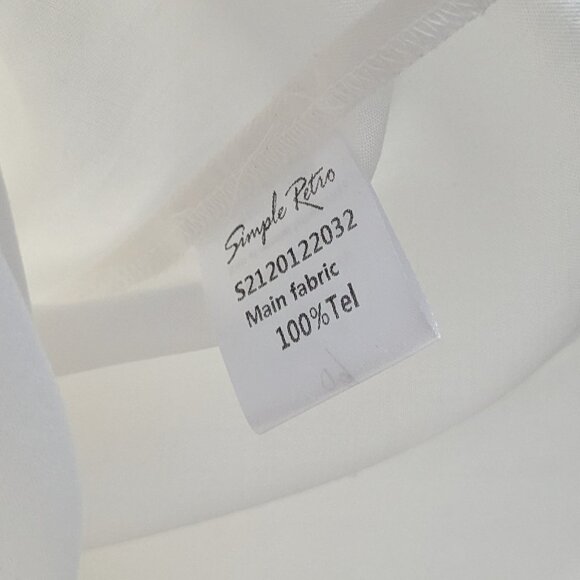 Simple Retro
S2120122032
Main fabric
100%Tel